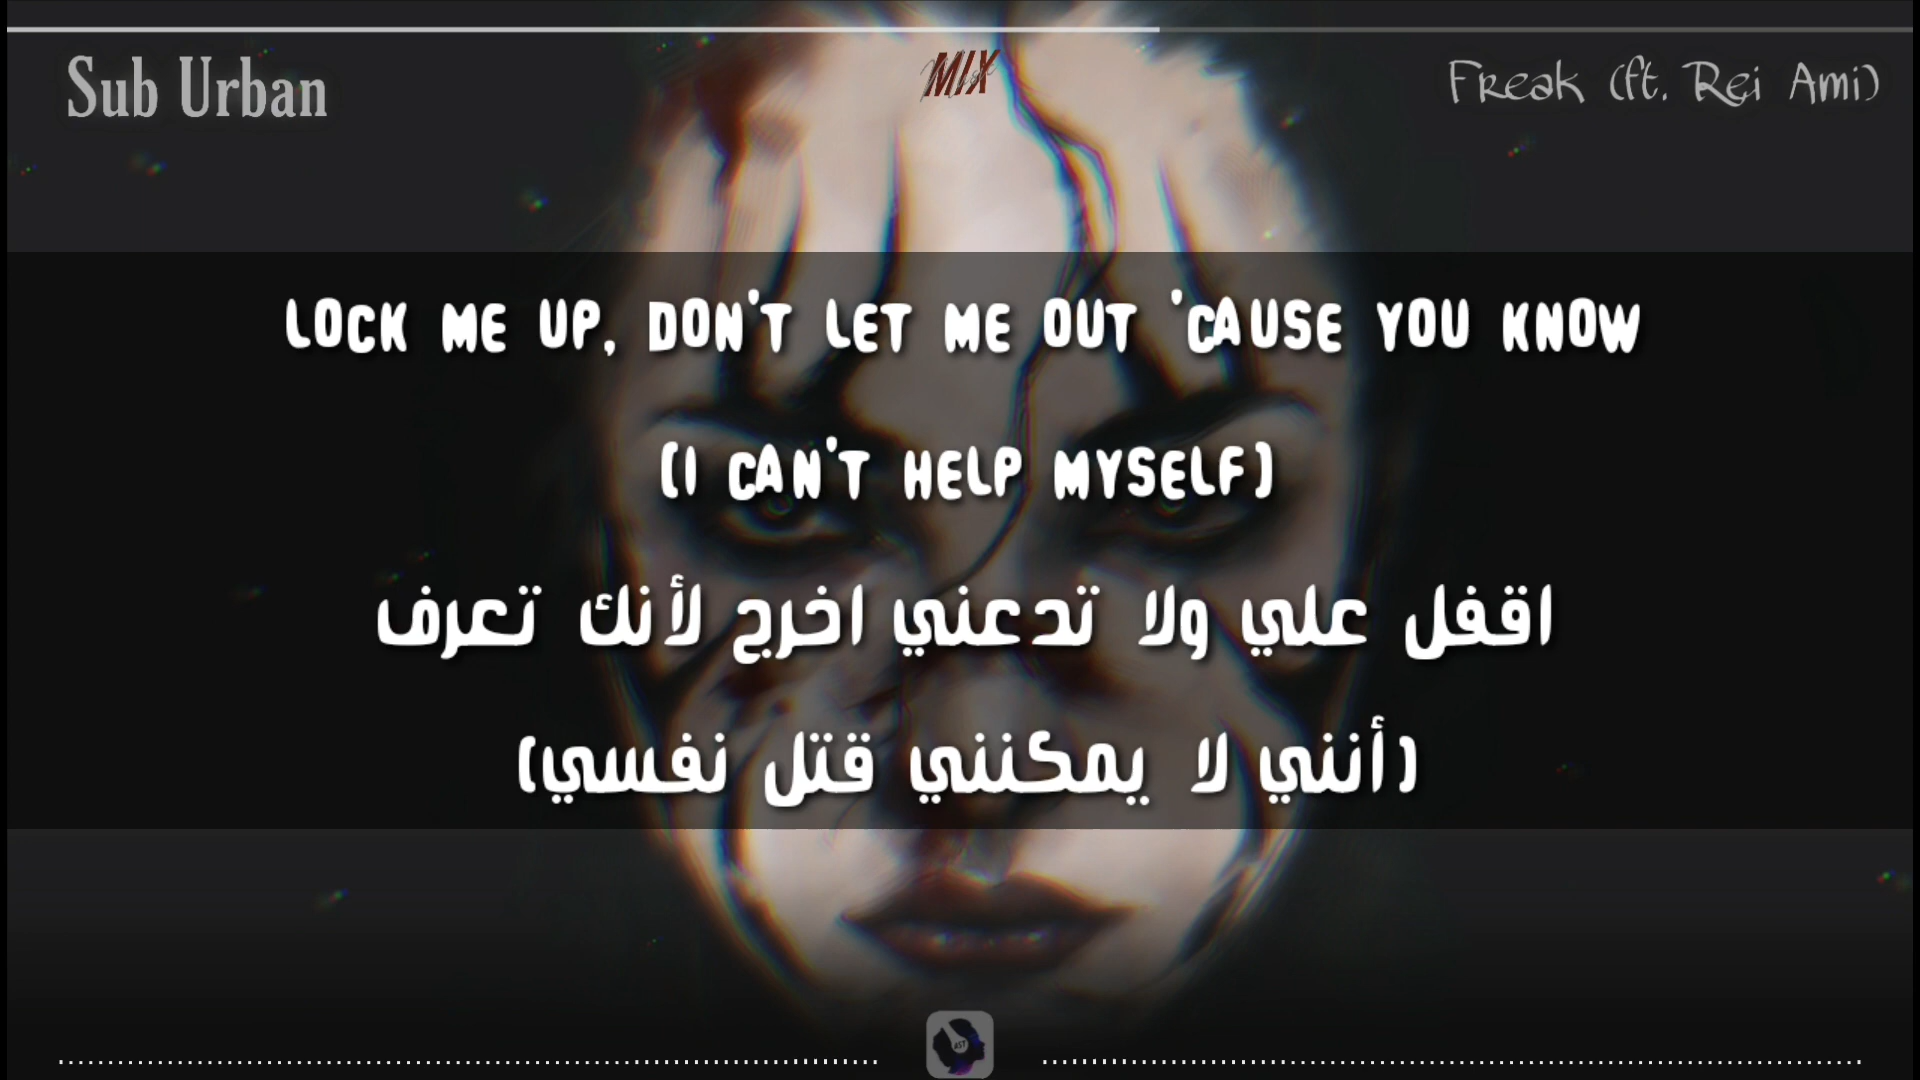 Sub Urban
MIX
Freak (ft. Rei Ami)
LOCK ME UP, DON'T LET ME OUT 'CAUSE YOU KNOW
(I CAN'T HELP MYSELF)
اقفل علي ولا تدعني اخرج لأنك تعرف
(أنني لا يمكنني قتل نفسي)
AST